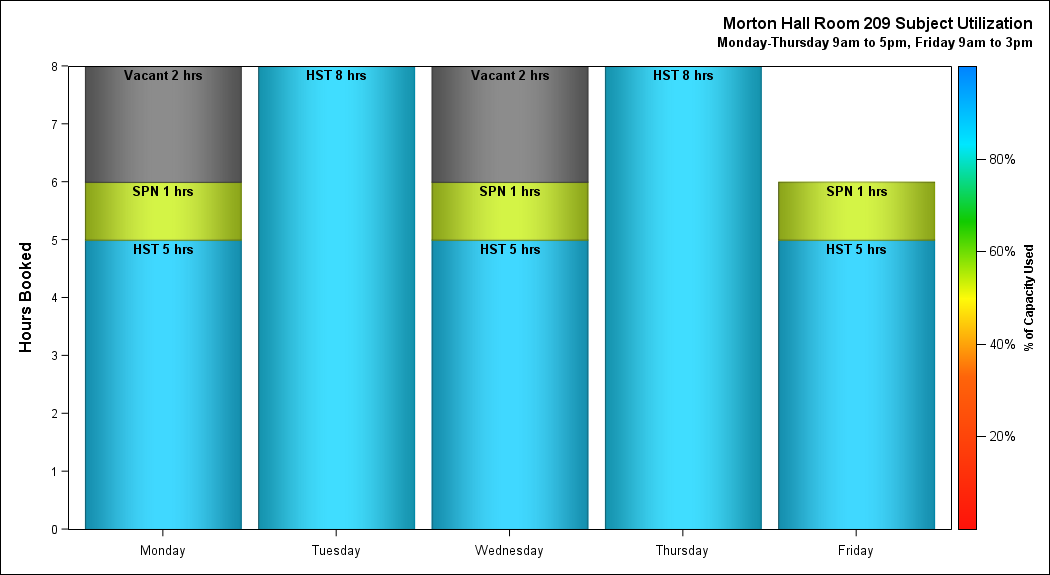 Morton Hall Room 209 Subject Utilization
Monday-Thursday 9am to 5pm, Friday 9am to 3pm
Hours Booked
8
7
6
5
4
3
2
1
0
Vacant 2 hrs
SPN 1 hrs
HST 5 hrs
HST 8 hrs
Vacant 2 hrs
SPN 1 hrs
HST 5 hrs
HST 8 hrs
SPN 1 hrs
HST 5 hrs
Monday
Tuesday
Wednesday
Thursday
Friday
80%
60%
40%
20%
% of Capacity Used